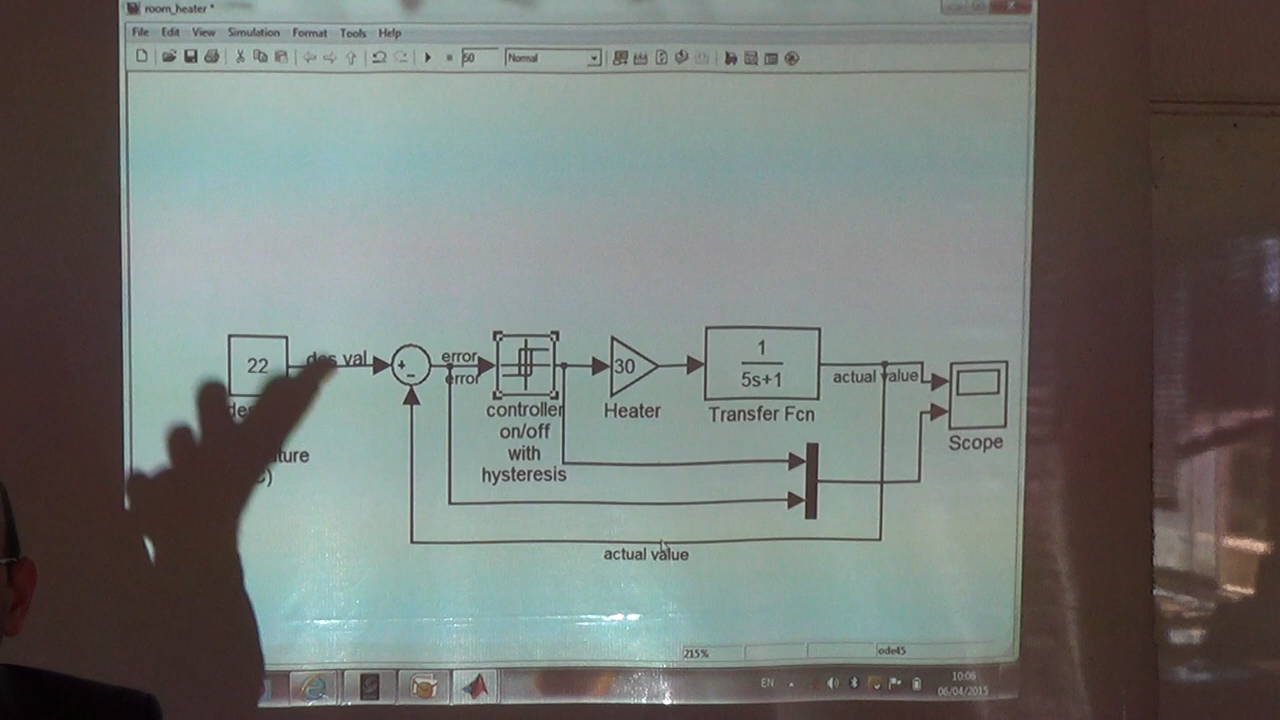 room_heater *
File Edit View Simulation Format Tools Help
50 Normal
22
des val
+
-
error
error
controller
on/off
with
hysteresis
30
Heater
1
5s+1
Transfer Fcn
actual value
Scope
actual value
215%
ode45
EN
10:06
06/04/2015